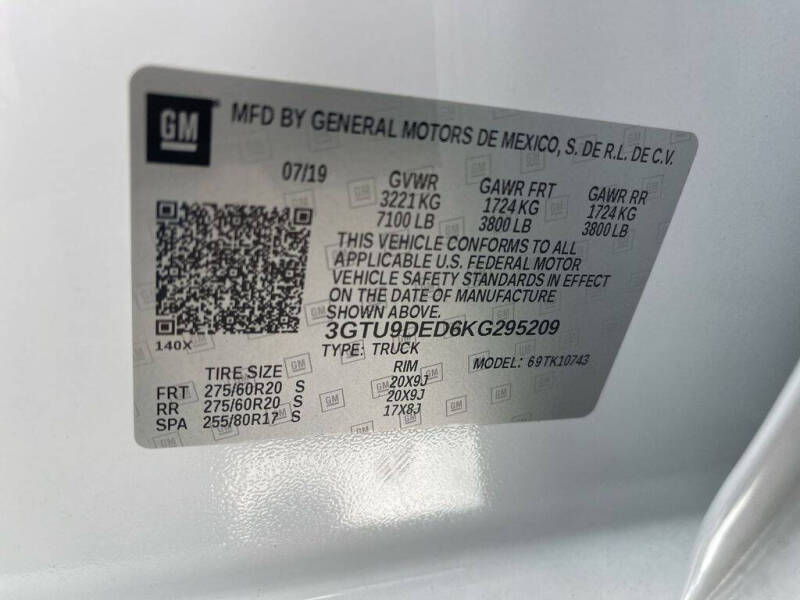 GM MFD BY GENERAL MOTORS DE MEXICO, S. DE R.L. DE C.V.
07/19 GVWR GAWR FRT GAWR RR
3221 KG 1724 KG 1724 KG
7100 LB 3800 LB 3800 LB
THIS VEHICLE CONFORMS TO ALL
APPLICABLE U.S. FEDERAL MOTOR
VEHICLE SAFETY STANDARDS IN EFFECT
ON THE DATE OF MANUFACTURE
SHOWN ABOVE.
3GTU9DED6KG295209
140X
TYPE: TRUCK MODEL: 69TK10743
TIRE SIZE RIM
FRT 275/60R20 S 20X9J
RR 275/60R20 S 20X9J
SPA 255/80R17 S 17X8J